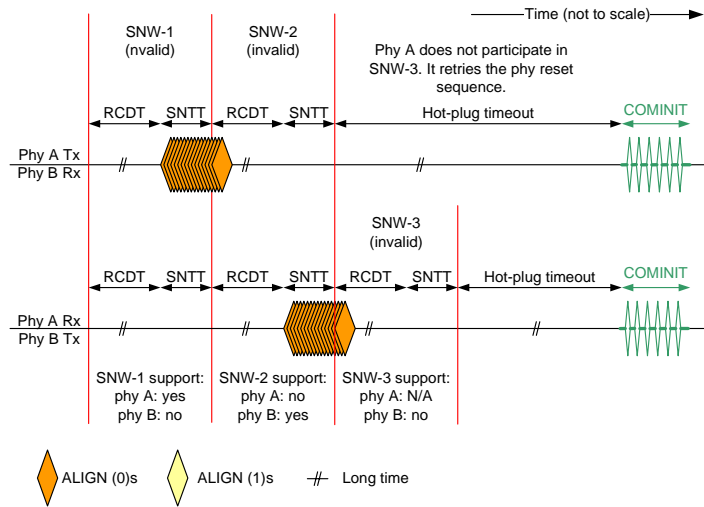 Time (not to scale)
SNW-1
(nvalid)
SNW-2
(invalid)
Phy A does not participate in
SNW-3. It retries the phy reset
sequence.
RCDT SNTT RCDT SNTT Hot-plug timeout COMINIT
Phy A Tx
Phy B Rx
SNW-3
(invalid)
RCDT SNTT RCDT SNTT RCDT SNTT Hot-plug timeout COMINIT
Phy A Rx
Phy B Tx
SNW-1 support:
phy A: yes
phy B: no
SNW-2 support:
phy A: no
phy B: yes
SNW-3 support:
phy A: N/A
phy B: no
ALIGN (0)s ALIGN (1)s Long time